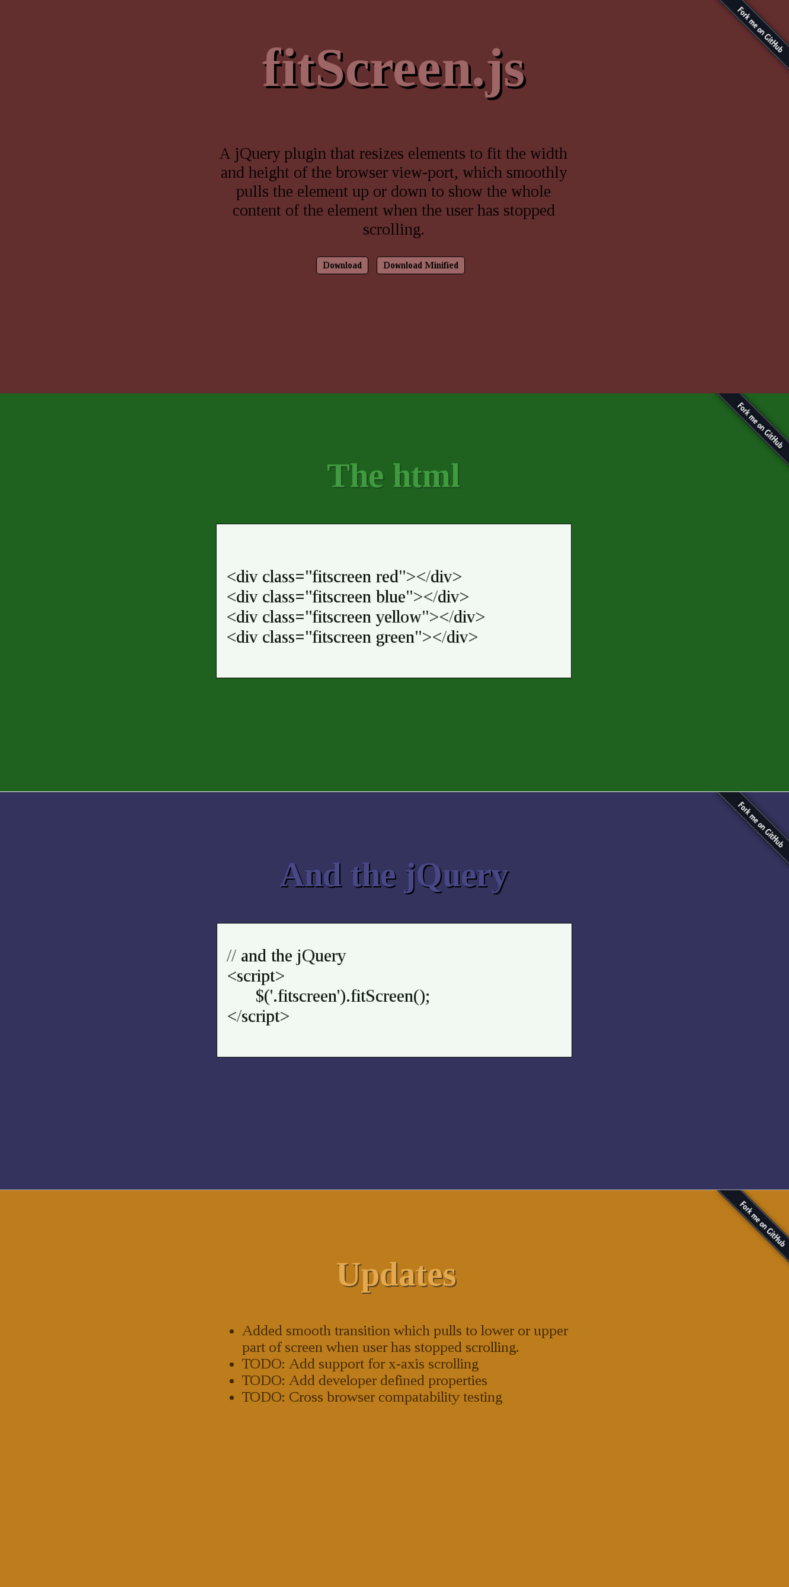 Fork me on GitHub
fitScreen.js
A jQuery plugin that resizes elements to fit the width
and height of the browser view-port, which smoothly
pulls the element up or down to show the whole
content of the element when the user has stopped
scrolling.
Download Download Minified
Fork me on GitHub
The html
<div class="fitscreen red"></div>
<div class="fitscreen blue"></div>
<div class="fitscreen yellow"></div>
<div class="fitscreen green"></div>
Fork me on GitHub
And the jQuery
// and the jQuery
<script>
$('.fitscreen').fitScreen();
</script>
Fork me on GitHub
Updates
• Added smooth transition which pulls to lower or upper
part of screen when user has stopped scrolling.
• TODO: Add support for x-axis scrolling
• TODO: Add developer defined properties
• TODO: Cross browser compatability testing